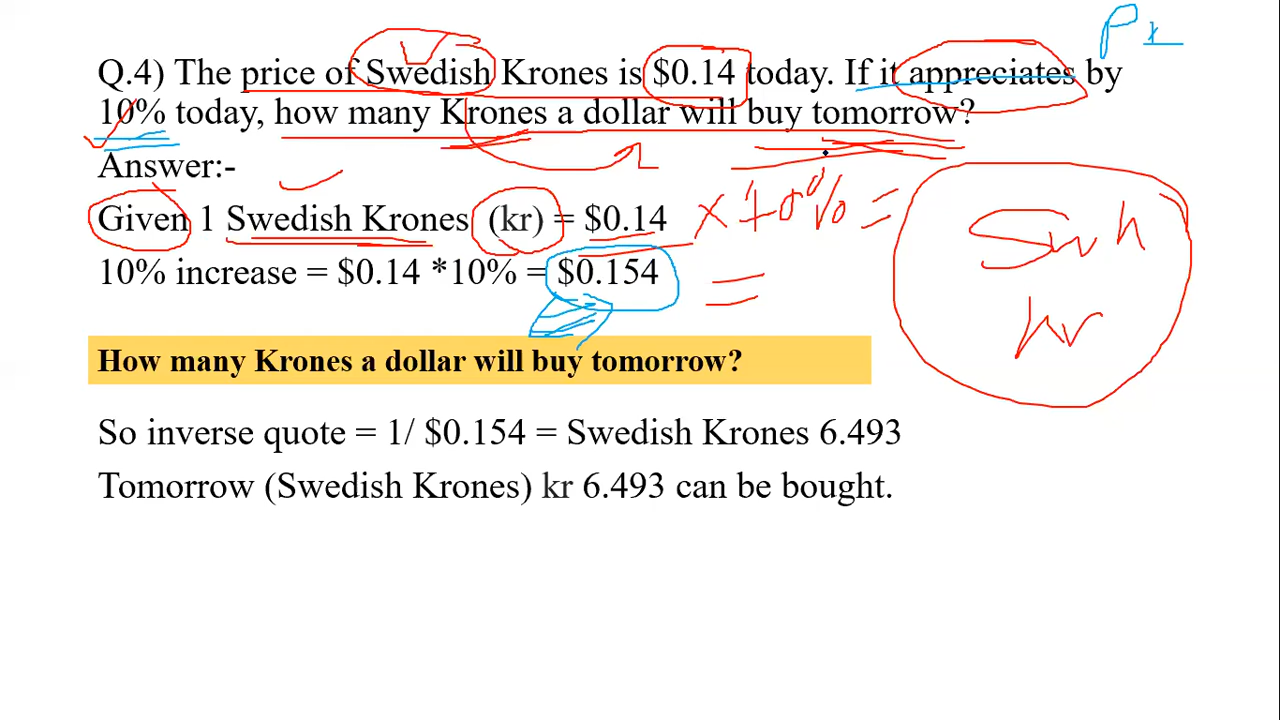 Q.4) The price of Swedish Krones is $0.14 today. If it appreciates by
10% today, how many Krones a dollar will buy tomorrow?
Answer:-
Given 1 Swedish Krones (kr) = $0.14 × 10% =
10% increase = $0.14 *10% = $0.154 =
kr
How many Krones a dollar will buy tomorrow?
So inverse quote = 1/ $0.154 = Swedish Krones 6.493
Tomorrow (Swedish Krones) kr 6.493 can be bought.